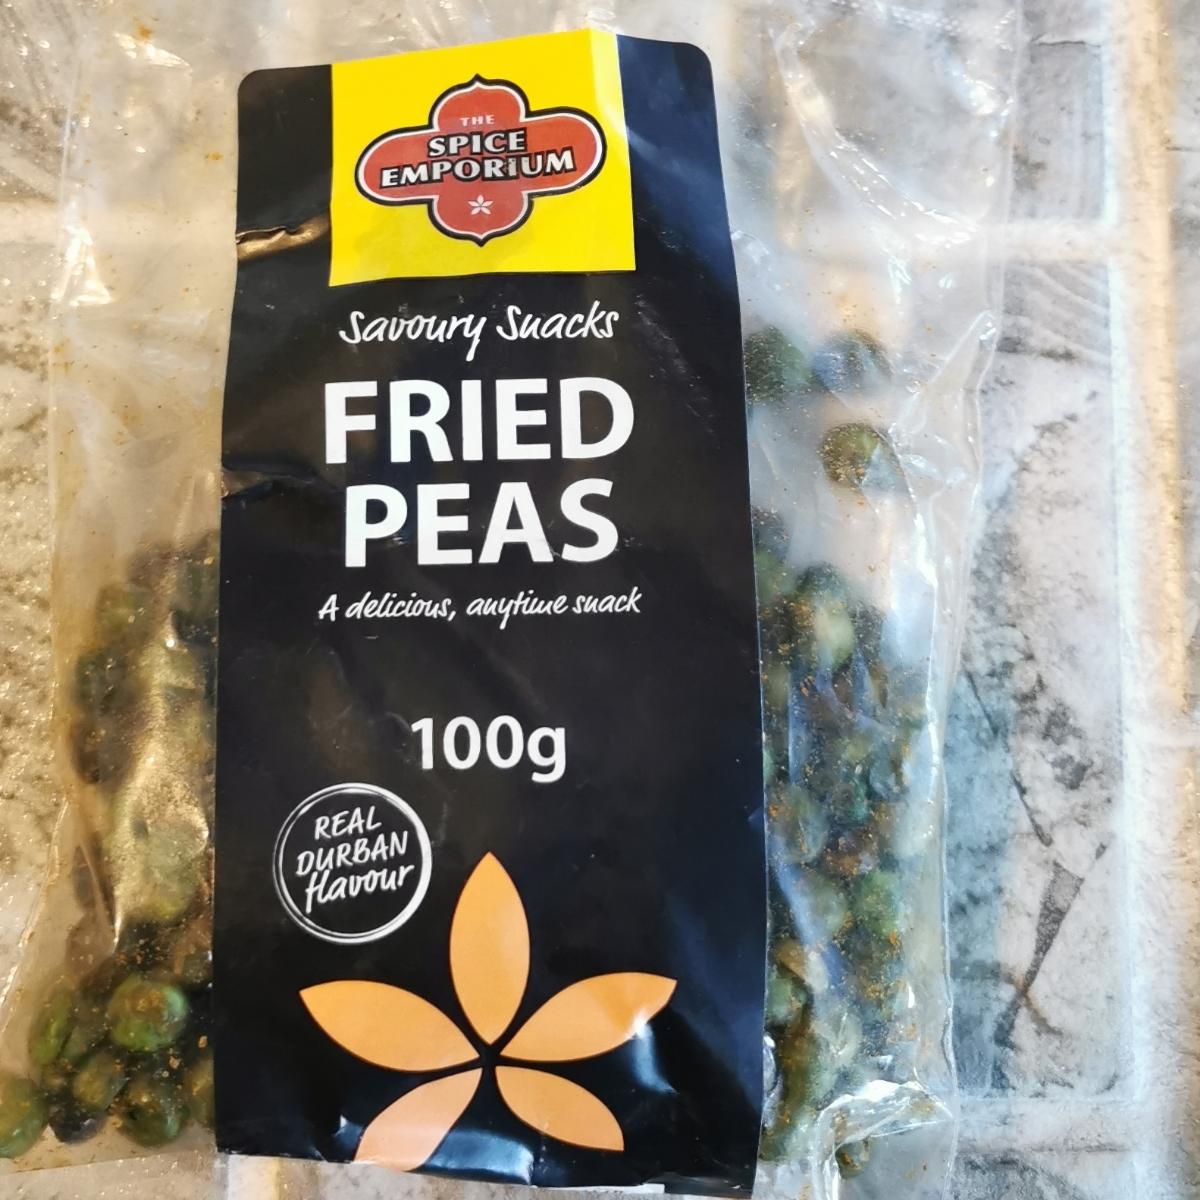 THE
SPICE
EMPORIUM
Savoury Snacks
FRIED
PEAS
A delicious, anytime snack
100g
REAL
DURBAN
flavour